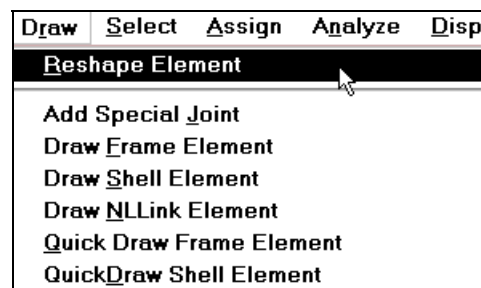 Draw Select Assign Analyze Disp
Reshape Element
Add Special Joint
Draw Frame Element
Draw Shell Element
Draw NLLink Element
Quick Draw Frame Element
QuickDraw Shell Element